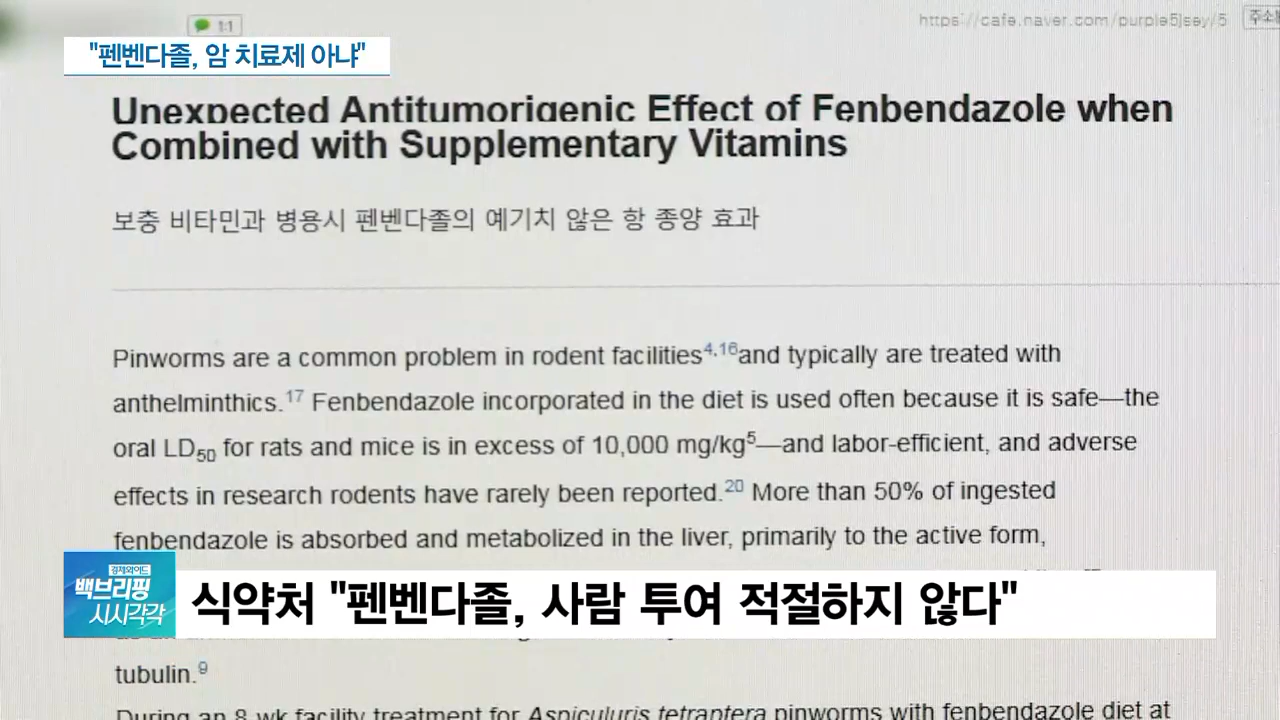 1:1
https://cafe.naver.com/purple5jsey/5
주소
"펜벤다졸, 암 치료제 아냐"
Unexpected Antitumorigenic Effect of Fenbendazole when
Combined with Supplementary Vitamins
보충 비타민과 병용시 펜벤다졸의 예기치 않은 항 종양 효과
Pinworms are a common problem in rodent facilities4,16and typically are treated with
anthelminthics.17 Fenbendazole incorporated in the diet is used often because it is safe—the
oral LD50 for rats and mice is in excess of 10,000 mg/kg5—and labor-efficient, and adverse
effects in research rodents have rarely been reported.20 More than 50% of ingested
fenbendazole is absorbed and metabolized in the liver, primarily to the active form,
경제와이드
백브리핑
시시각각
식약처 "펜벤다졸, 사람 투여 적절하지 않다"
tubulin.9
During an 8 wk facility treatment for Aspiculuris tetraptera pinworms with fenbendazole diet at